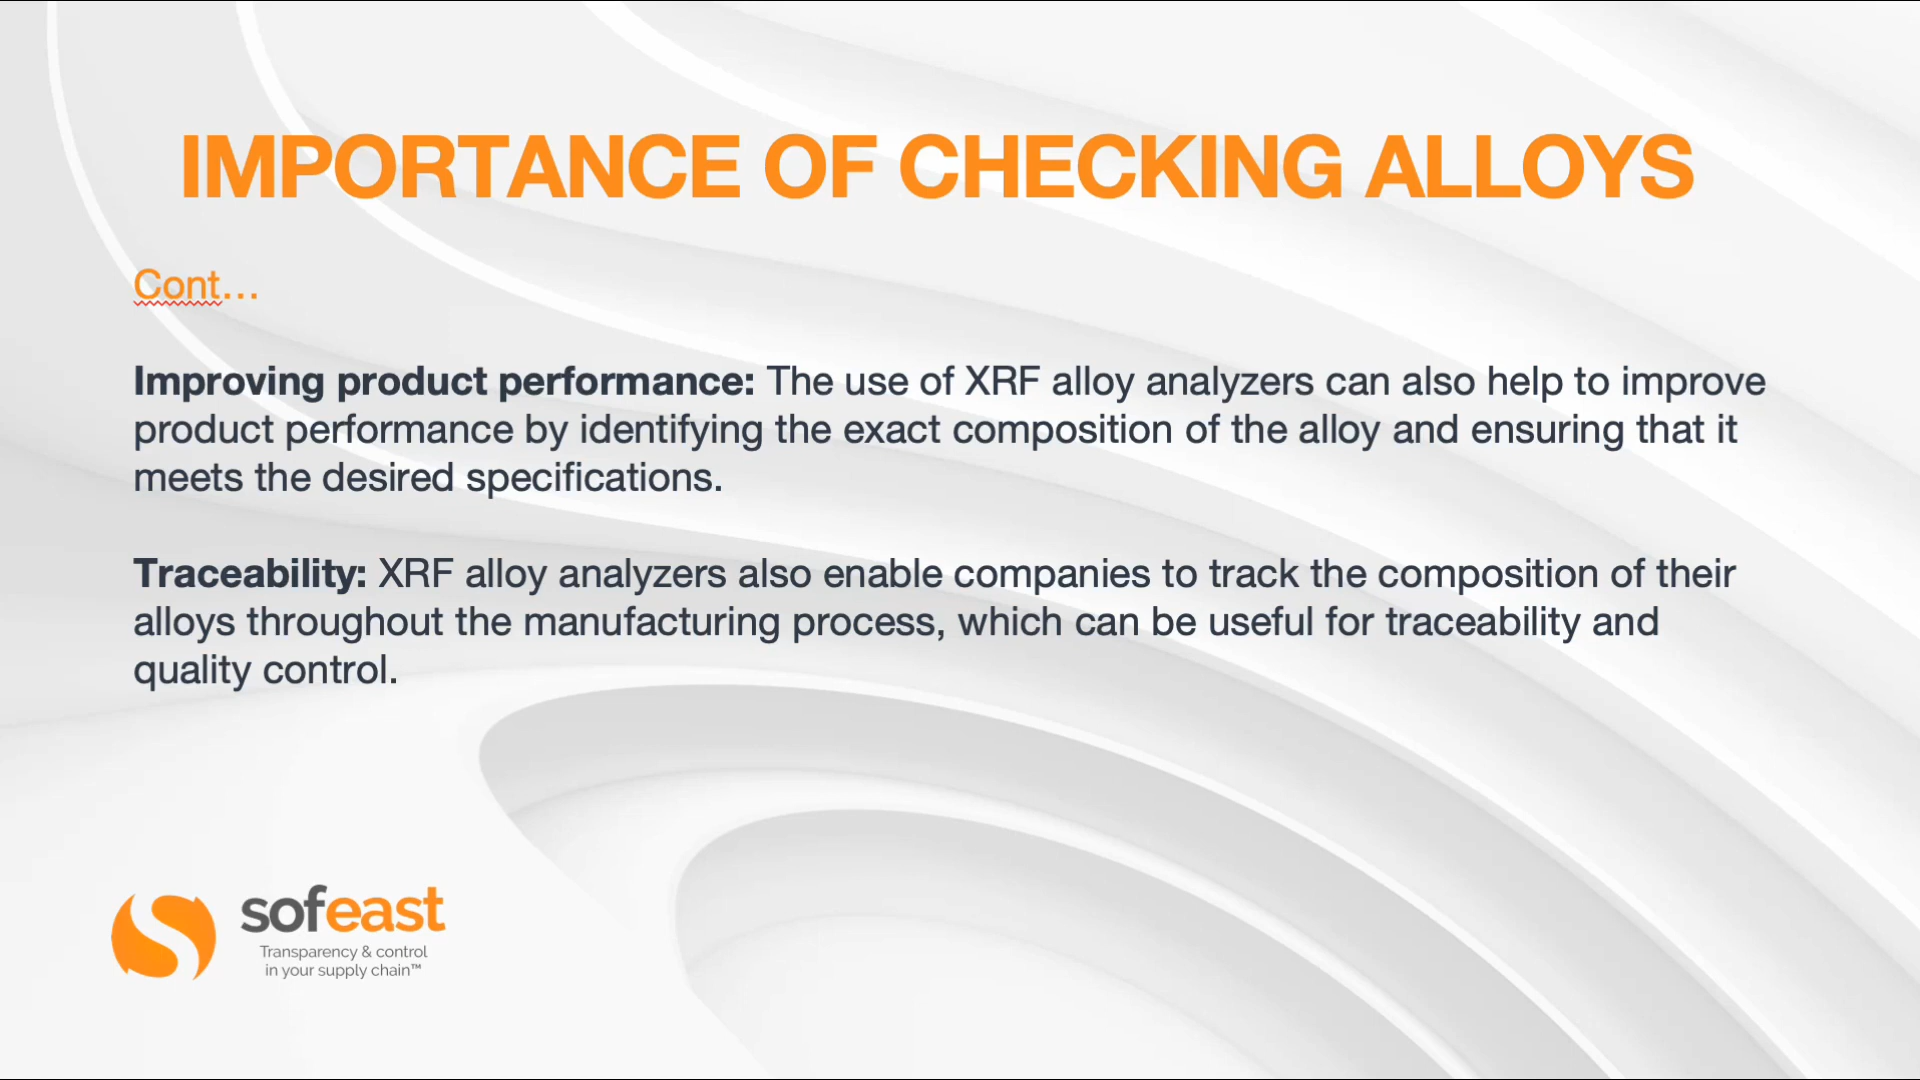 IMPORTANCE OF CHECKING ALLOYS
Cont...
Improving product performance: The use of XRF alloy analyzers can also help to improve
product performance by identifying the exact composition of the alloy and ensuring that it
meets the desired specifications.
Traceability: XRF alloy analyzers also enable companies to track the composition of their
alloys throughout the manufacturing process, which can be useful for traceability and
quality control.
sofeast
Transparency & control
in your supply chain™